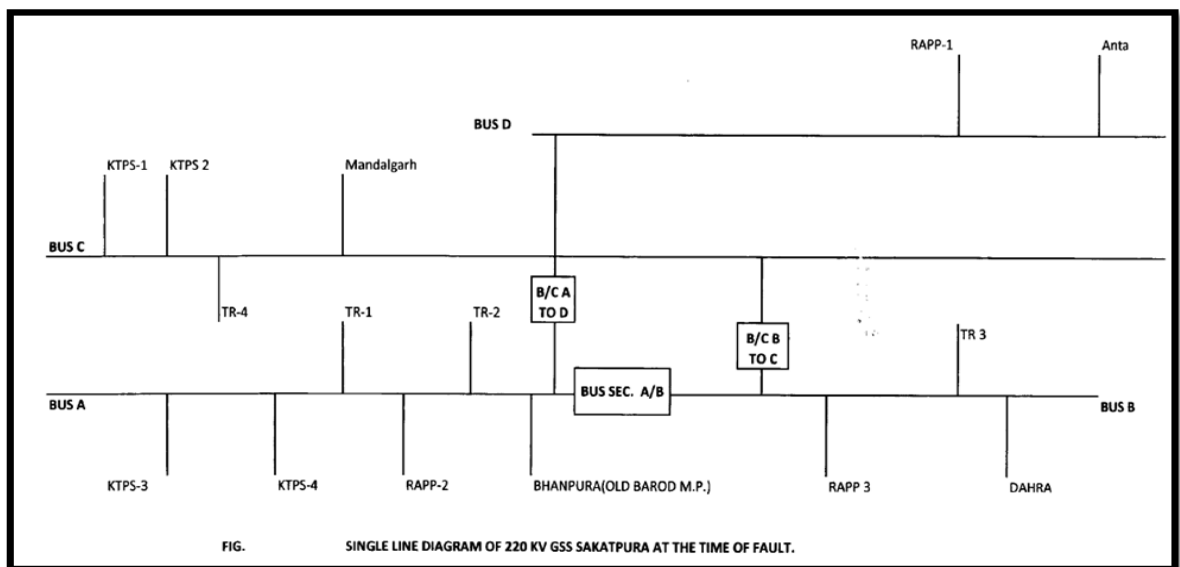 RAPP-1 Anta
BUS D
KTPS-1 KTPS 2 Mandalgarh
BUS C
B/C A
TO D
TR-4 TR-1 TR-2
B/C B
TO C
TR 3
BUS SEC. A/B
BUS A BUS B
KTPS-3 KTPS-4 RAPP-2 BHANPURA(OLD BAROD M.P.) RAPP 3 DAHRA
FIG. SINGLE LINE DIAGRAM OF 220 KV GSS SAKATPURA AT THE TIME OF FAULT.